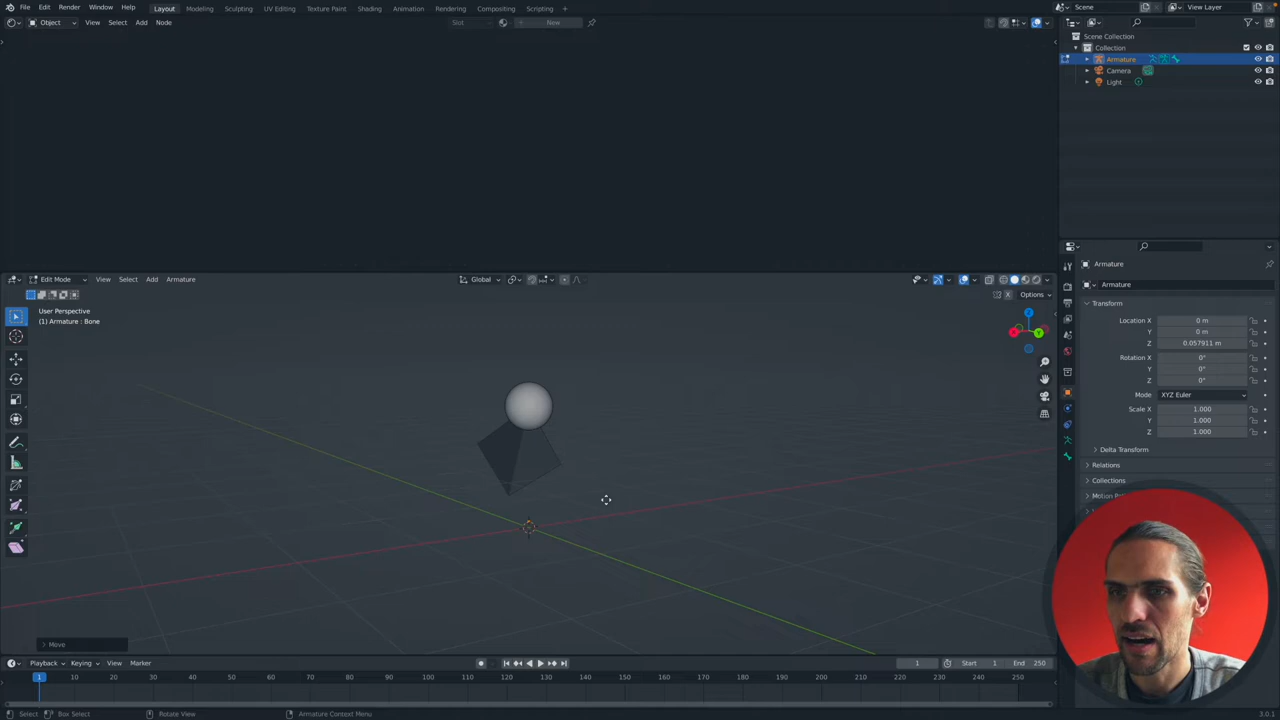 File Edit Render Window Help Layout Modeling Sculpting UV Editing Texture Paint Shading Animation Rendering Compositing Scripting + Scene View Layer
Object View Select Add Node Slot New
Scene Collection
Collection
Armature
Camera
Light
Edit Mode View Select Add Armature Global
Options
User Perspective
(1) Armature : Bone
Armature
Armature
Transform
Location X 0 m
Y 0 m
Z 0.057911 m
Rotation X 0°
Y 0°
Z 0°
Mode XYZ Euler
Scale X 1.000
Y 1.000
Z 1.000
Delta Transform
Relations
Collections
Motion
Move
Playback Keying View Marker 1 Start 1 End 250
1 10 20 30 40 50 60 70 80 90 100 110 120 130 140 150 160 170 180 190 200 210 220 230 240 250
Select Box Select Rotate View Armature Context Menu 3.0.1